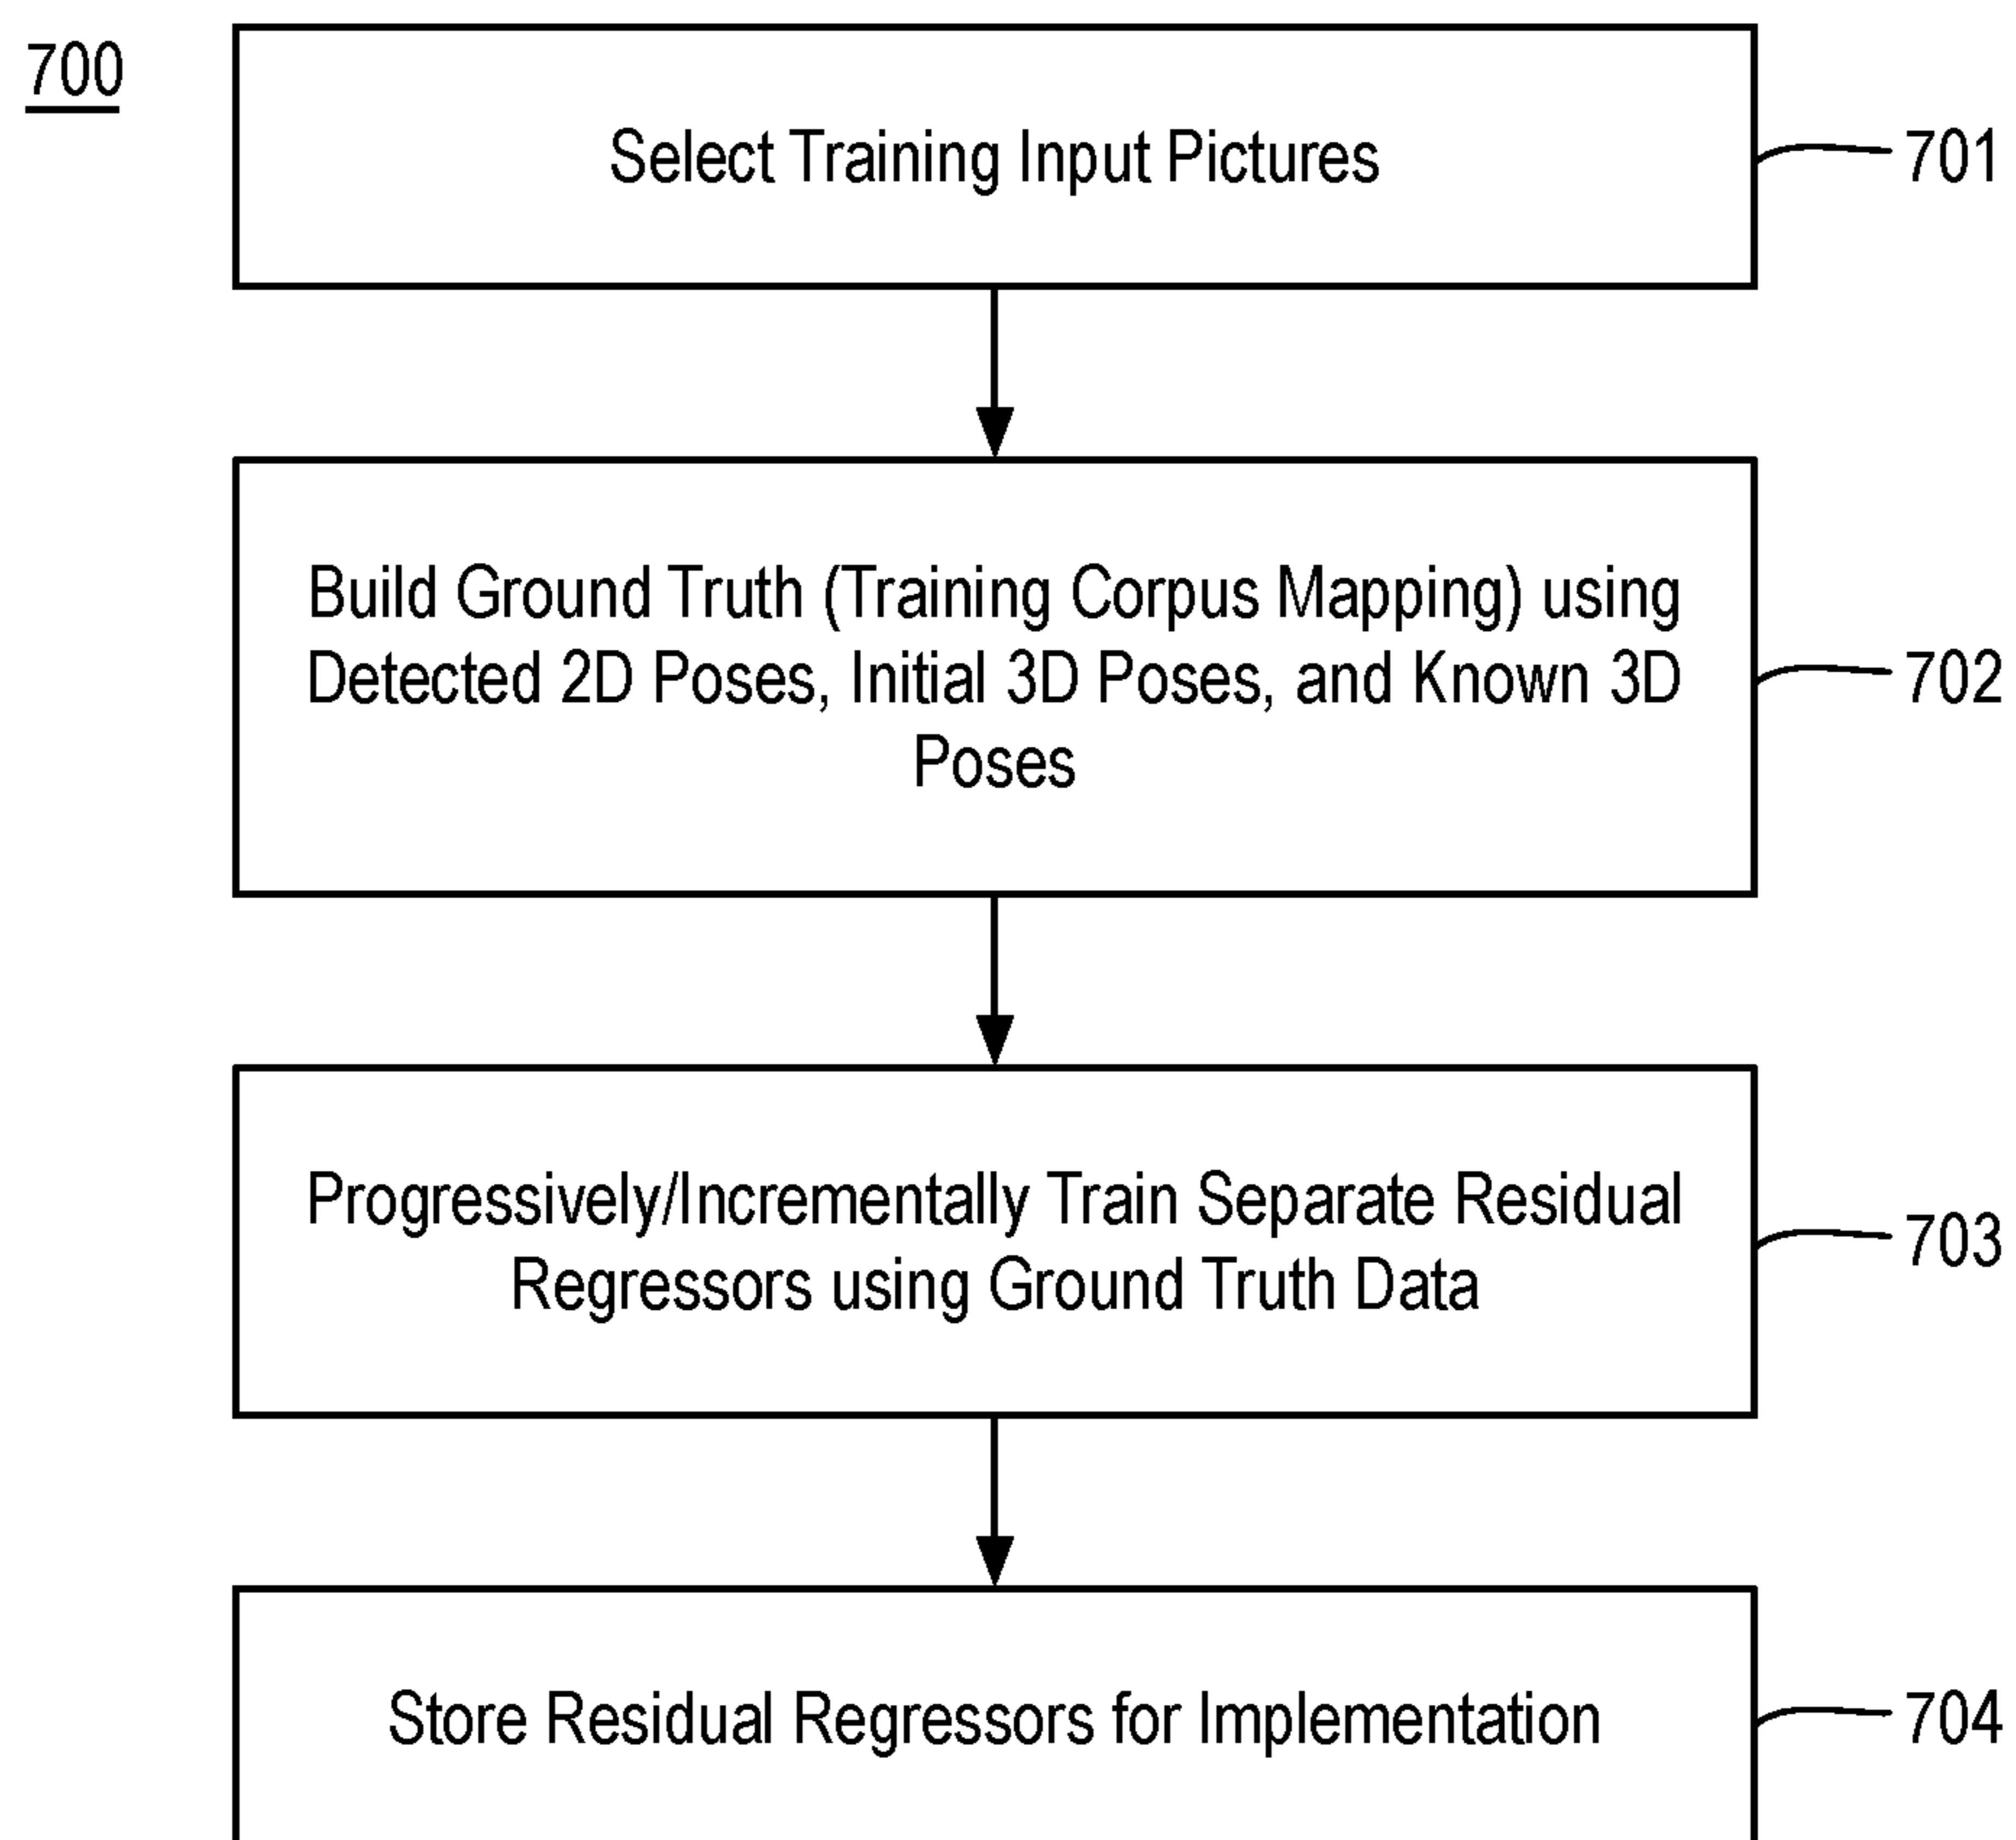 700
Select Training Input Pictures
701
Build Ground Truth (Training Corpus Mapping) using
Detected 2D Poses, Initial 3D Poses, and Known 3D
Poses
702
Progressively/Incrementally Train Separate Residual
Regressors using Ground Truth Data
703
Store Residual Regressors for Implementation
704